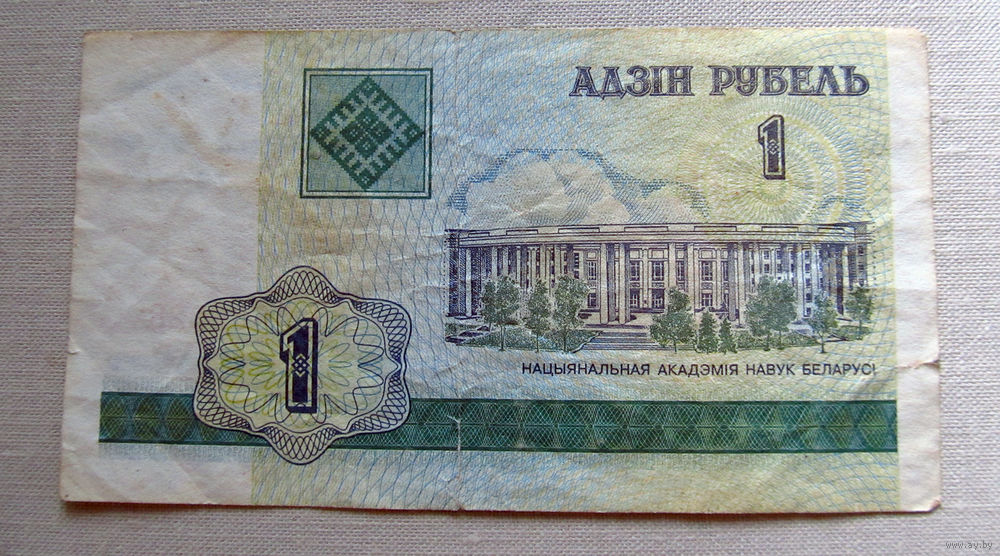 АДЗІН РУБЕЛЬ
1
НАЦЫЯНАЛЬНАЯ АКАДЭМІЯ НАВУК БЕЛАРУСІ
1
www.ay.by